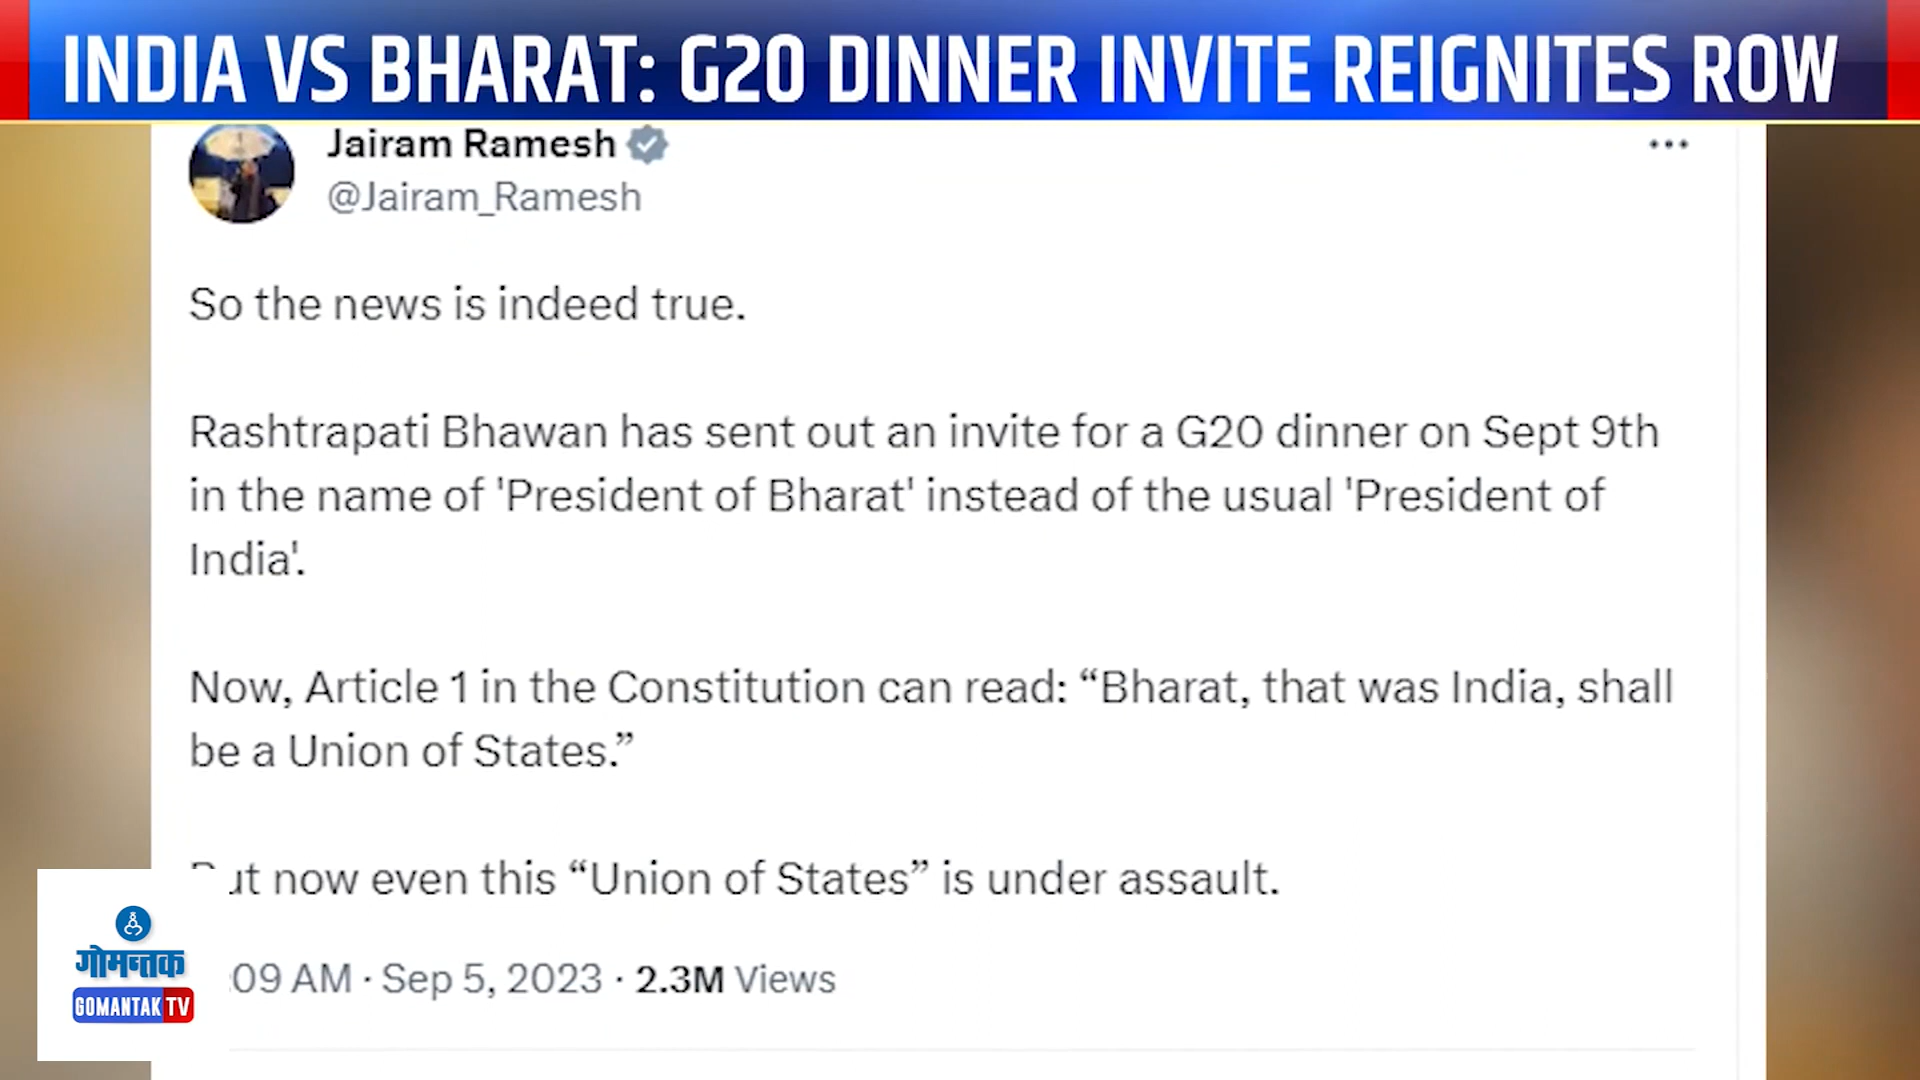 INDIA VS BHARAT: G20 DINNER INVITE REIGNITES ROW
Jairam Ramesh
@Jairam_Ramesh
So the news is indeed true.
Rashtrapati Bhawan has sent out an invite for a G20 dinner on Sept 9th
in the name of 'President of Bharat' instead of the usual 'President of
India'.
Now, Article 1 in the Constitution can read: “Bharat, that was India, shall
be a Union of States.”
now even this “Union of States” is under assault.
:09 AM · Sep 5, 2023 · 2.3M Views
गोमन्तक
GOMANTAK TV